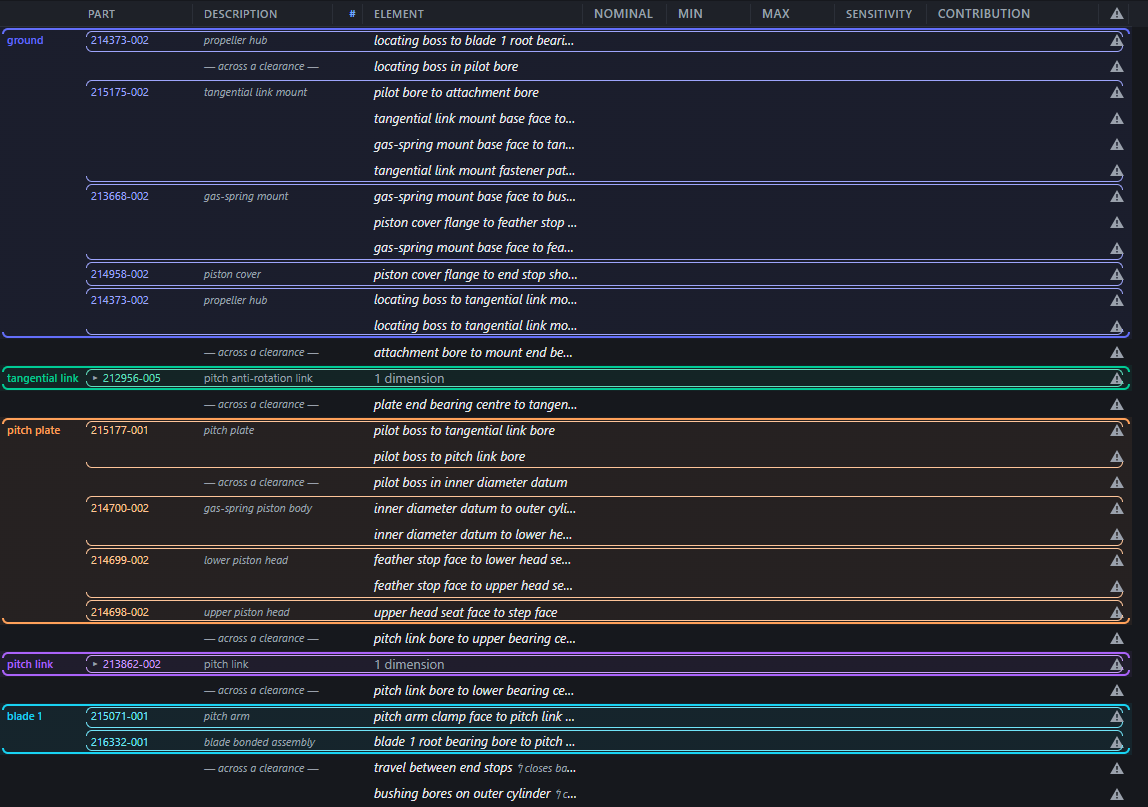 PART DESCRIPTION # ELEMENT NOMINAL MIN MAX SENSITIVITY CONTRIBUTION
ground 214373-002 propeller hub locating boss to blade 1 root beari...
— across a clearance — locating boss in pilot bore
215175-002 tangential link mount pilot bore to attachment bore
tangential link mount base face to...
gas-spring mount base face to tan...
tangential link mount fastener pat...
213668-002 gas-spring mount gas-spring mount base face to bus...
piston cover flange to feather stop ...
gas-spring mount base face to fea...
214958-002 piston cover piston cover flange to end stop sho...
214373-002 propeller hub locating boss to tangential link mo...
locating boss to tangential link mo...
— across a clearance — attachment bore to mount end be...
tangential link ▸ 212956-005 pitch anti-rotation link 1 dimension
— across a clearance — plate end bearing centre to tangen...
pitch plate 215177-001 pitch plate pilot boss to tangential link bore
pilot boss to pitch link bore
— across a clearance — pilot boss in inner diameter datum
214700-002 gas-spring piston body inner diameter datum to outer cyli...
inner diameter datum to lower he...
214699-002 lower piston head feather stop face to lower head se...
feather stop face to upper head se...
214698-002 upper piston head upper head seat face to step face
— across a clearance — pitch link bore to upper bearing ce...
pitch link ▸ 213862-002 pitch link 1 dimension
— across a clearance — pitch link bore to lower bearing ce...
blade 1 215071-001 pitch arm pitch arm clamp face to pitch link ...
216332-001 blade bonded assembly blade 1 root bearing bore to pitch ...
— across a clearance — travel between end stops ↰ closes ba...
bushing bores on outer cylinder ↰ c...